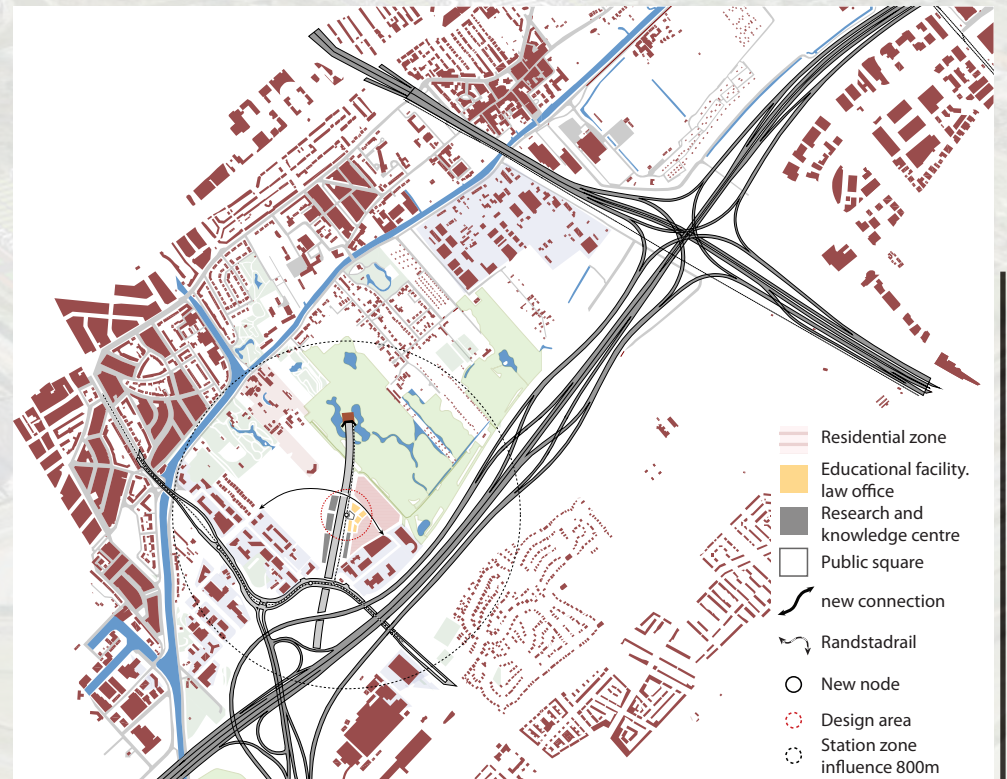 Residential zone
Educational facility.
law office
Research and
knowledge centre
Public square
new connection
Randstadrail
New node
Design area
Station zone
influence 800m